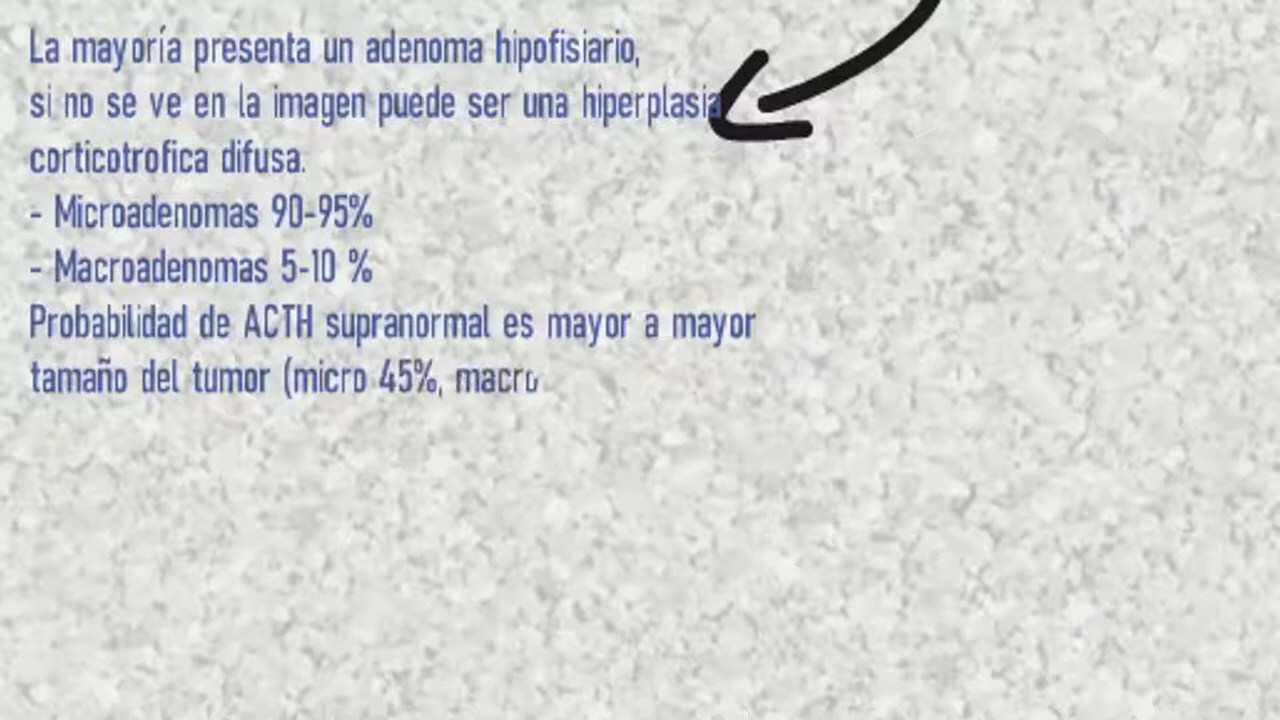 La mayoría presenta un adenoma hipofisiario,
si no se ve en la imagen puede ser una hiperplasia
corticotrofica difusa.
- Microadenomas 90-95%
- Macroadenomas 5-10 %
Probabilidad de ACTH supranormal es mayor a mayor
tamaño del tumor (micro 45%, macro